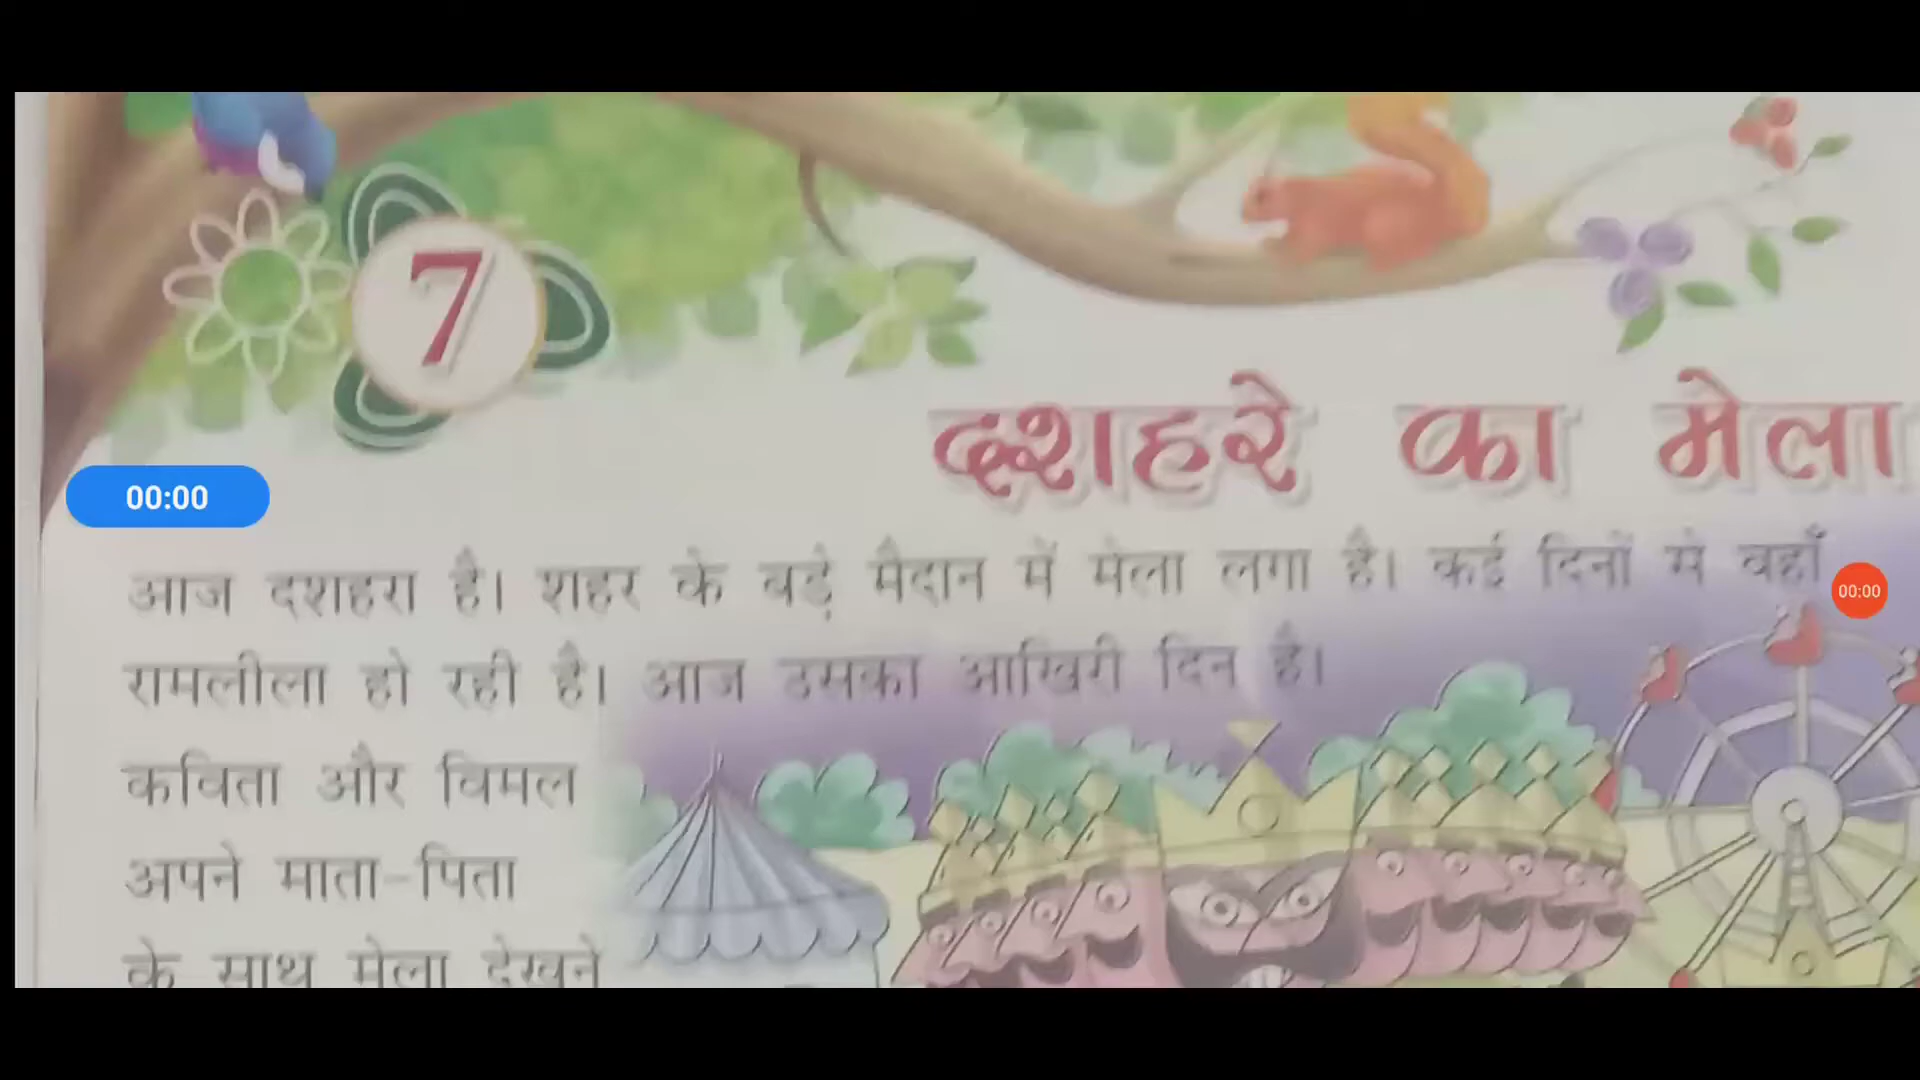 7
दशहरे का मेला
00:00
आज दशहरा है। शहर के बड़े मैदान में मेला लगा है। कई दिनों से वहाँ
00:00
रामलीला हो रही है। आज उसका आखिरी दिन है।
कविता और विमल
अपने माता-पिता
के साथ मेला देखने